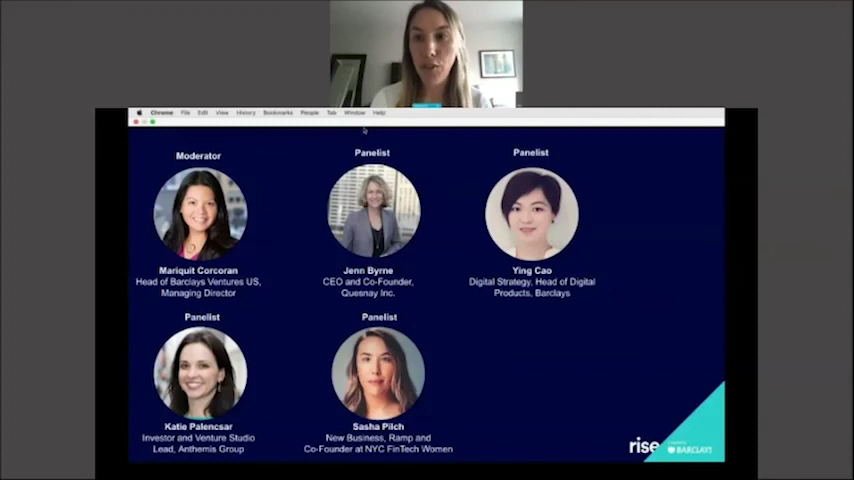 Chrome File Edit View History Bookmarks People Tab Window Help
Moderator
Panelist
Panelist
Mariquit Corcoran
Head of Barclays Ventures US,
Managing Director
Jenn Byrne
CEO and Co-Founder,
Quesnay Inc.
Ying Cao
Digital Strategy, Head of Digital
Products, Barclays
Panelist
Panelist
Katie Palencsar
Investor and Venture Studio
Lead, Anthemis Group
Sasha Pilch
New Business, Ramp and
Co-Founder at NYC FinTech Women
rise
BARCLAYS